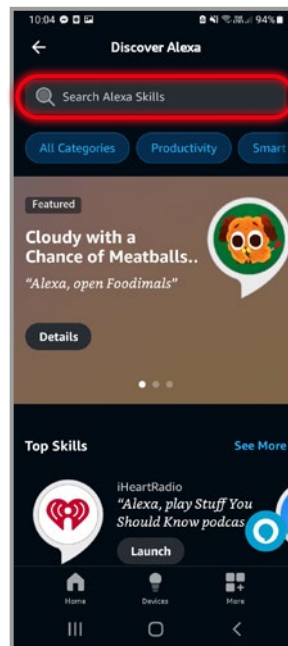 10:04
94%
Discover Alexa
Search Alexa Skills
All Categories
Productivity
Smart
Featured
Cloudy with a
Chance of Meatballs..
“Alexa, open Foodimals”
Details
Top Skills
See More
iHeartRadio
“Alexa, play Stuff You
Should Know podcas
Launch
Home
Devices
More